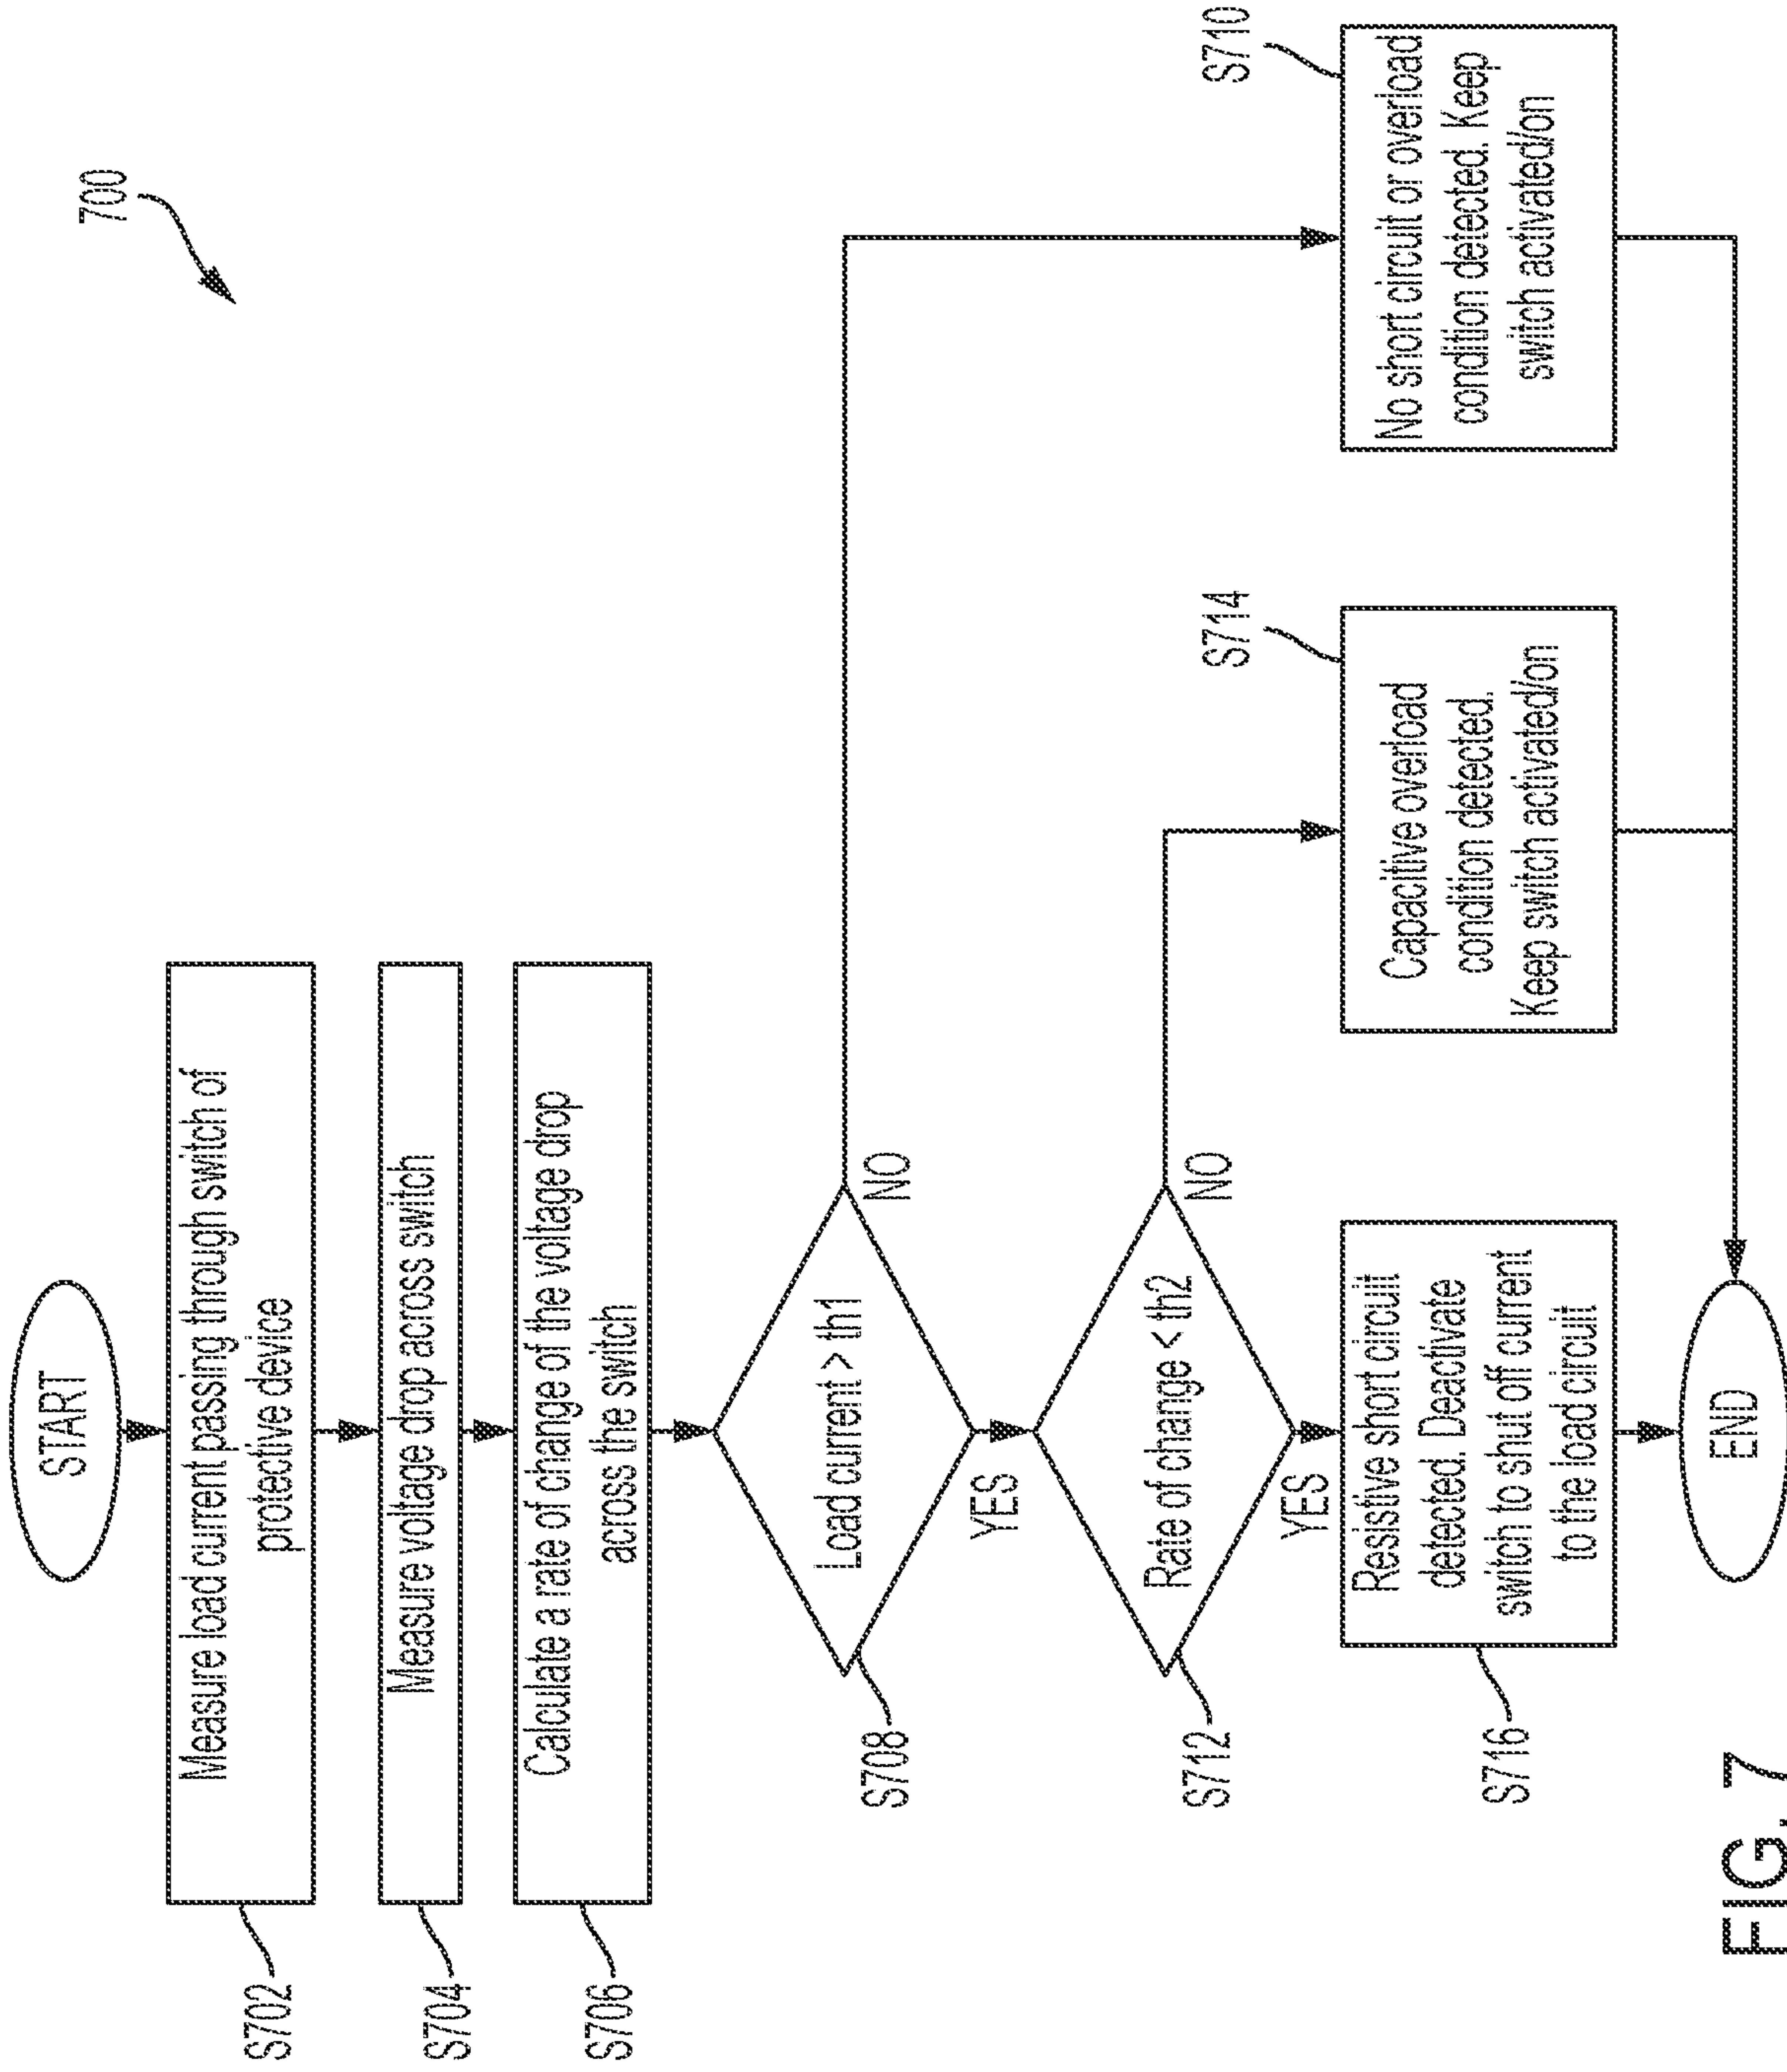 700
START
S702
Measure load current passing through switch of
protective device
S704
Measure voltage drop across switch
S706
Calculate a rate of change of the voltage drop
across the switch
S708
Load current > th1
NO
YES
S712
Rate of change < th2
NO
YES
S716
Resistive short circuit
detected. Deactivate
switch to shut off current
to the load circuit
S714
Capacitive overload
condition detected.
Keep switch activated/on
S710
No short circuit or overload
condition detected. Keep
switch activated/on
END
FIG. 7